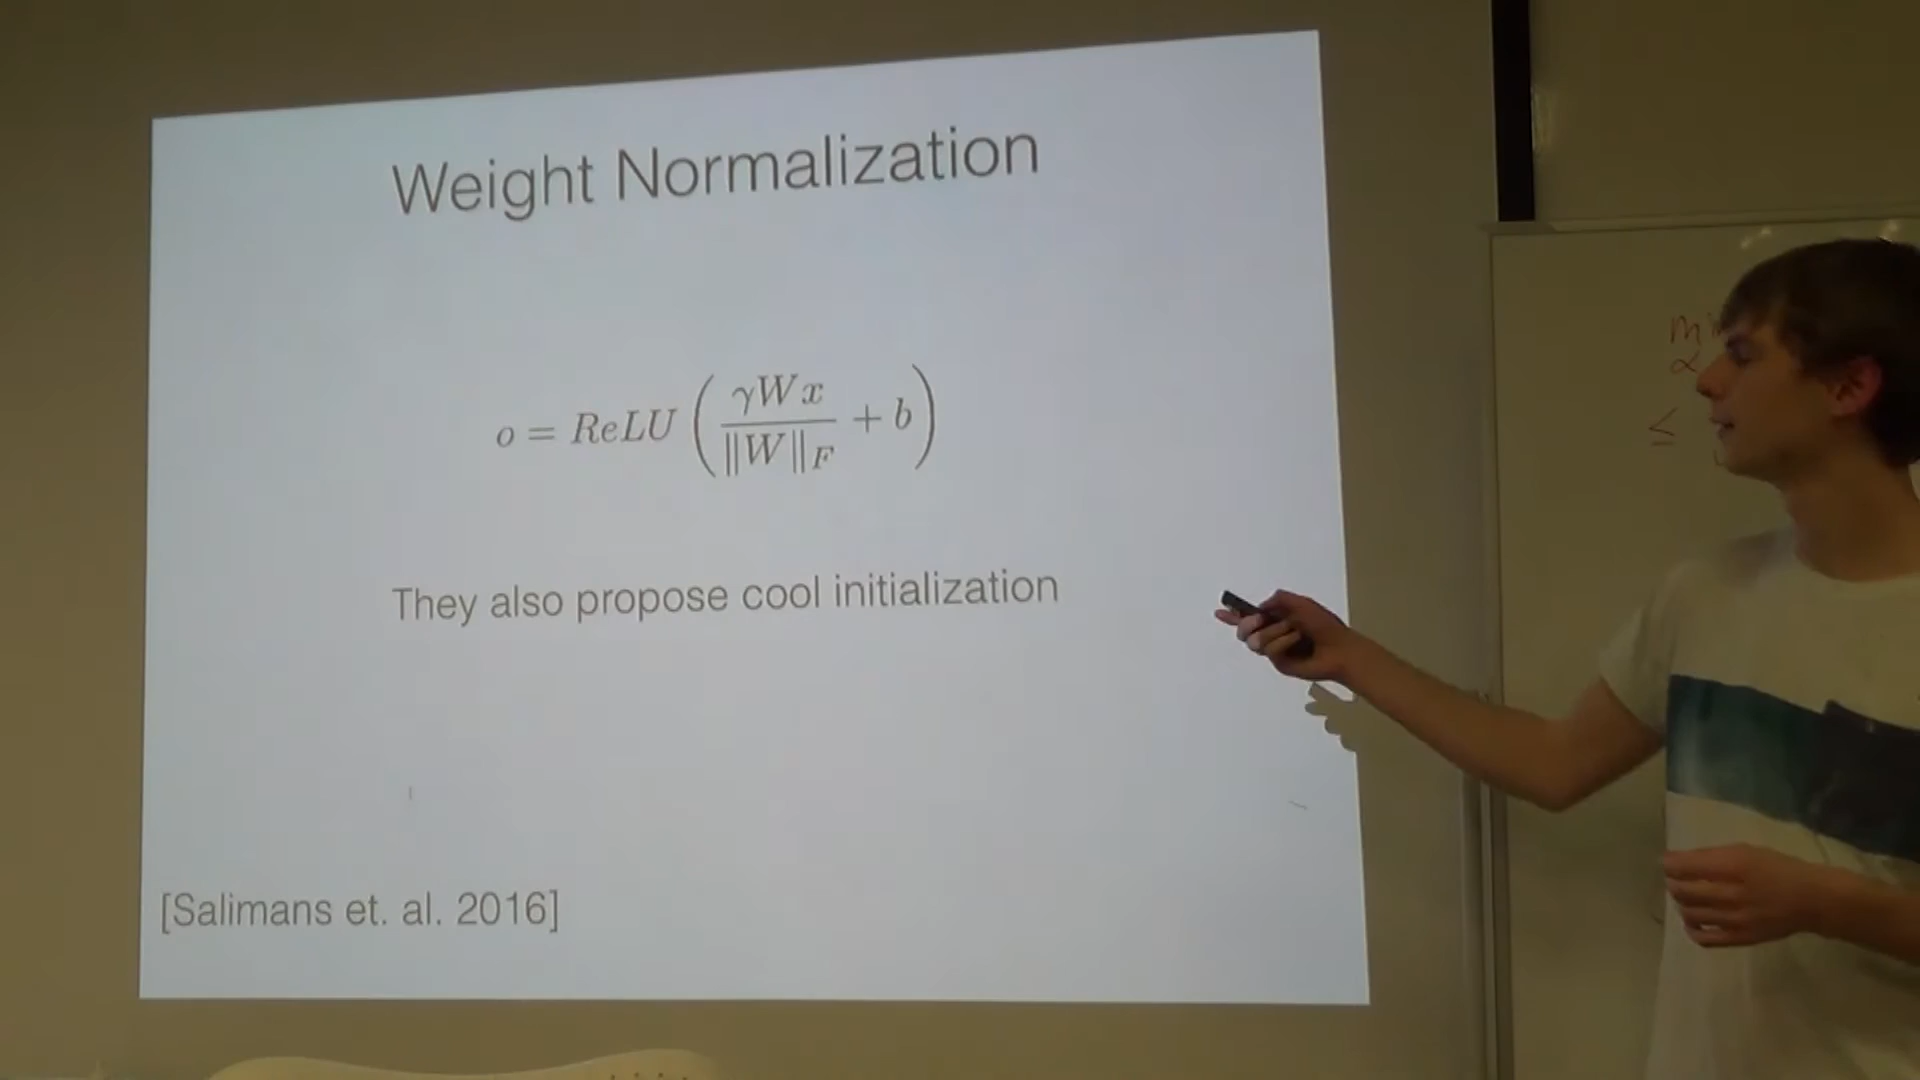 Weight Normalization
o = ReLU ( γWx / ‖W‖_F + b )
They also propose cool initialization
[Salimans et. al. 2016]
m
α
≤